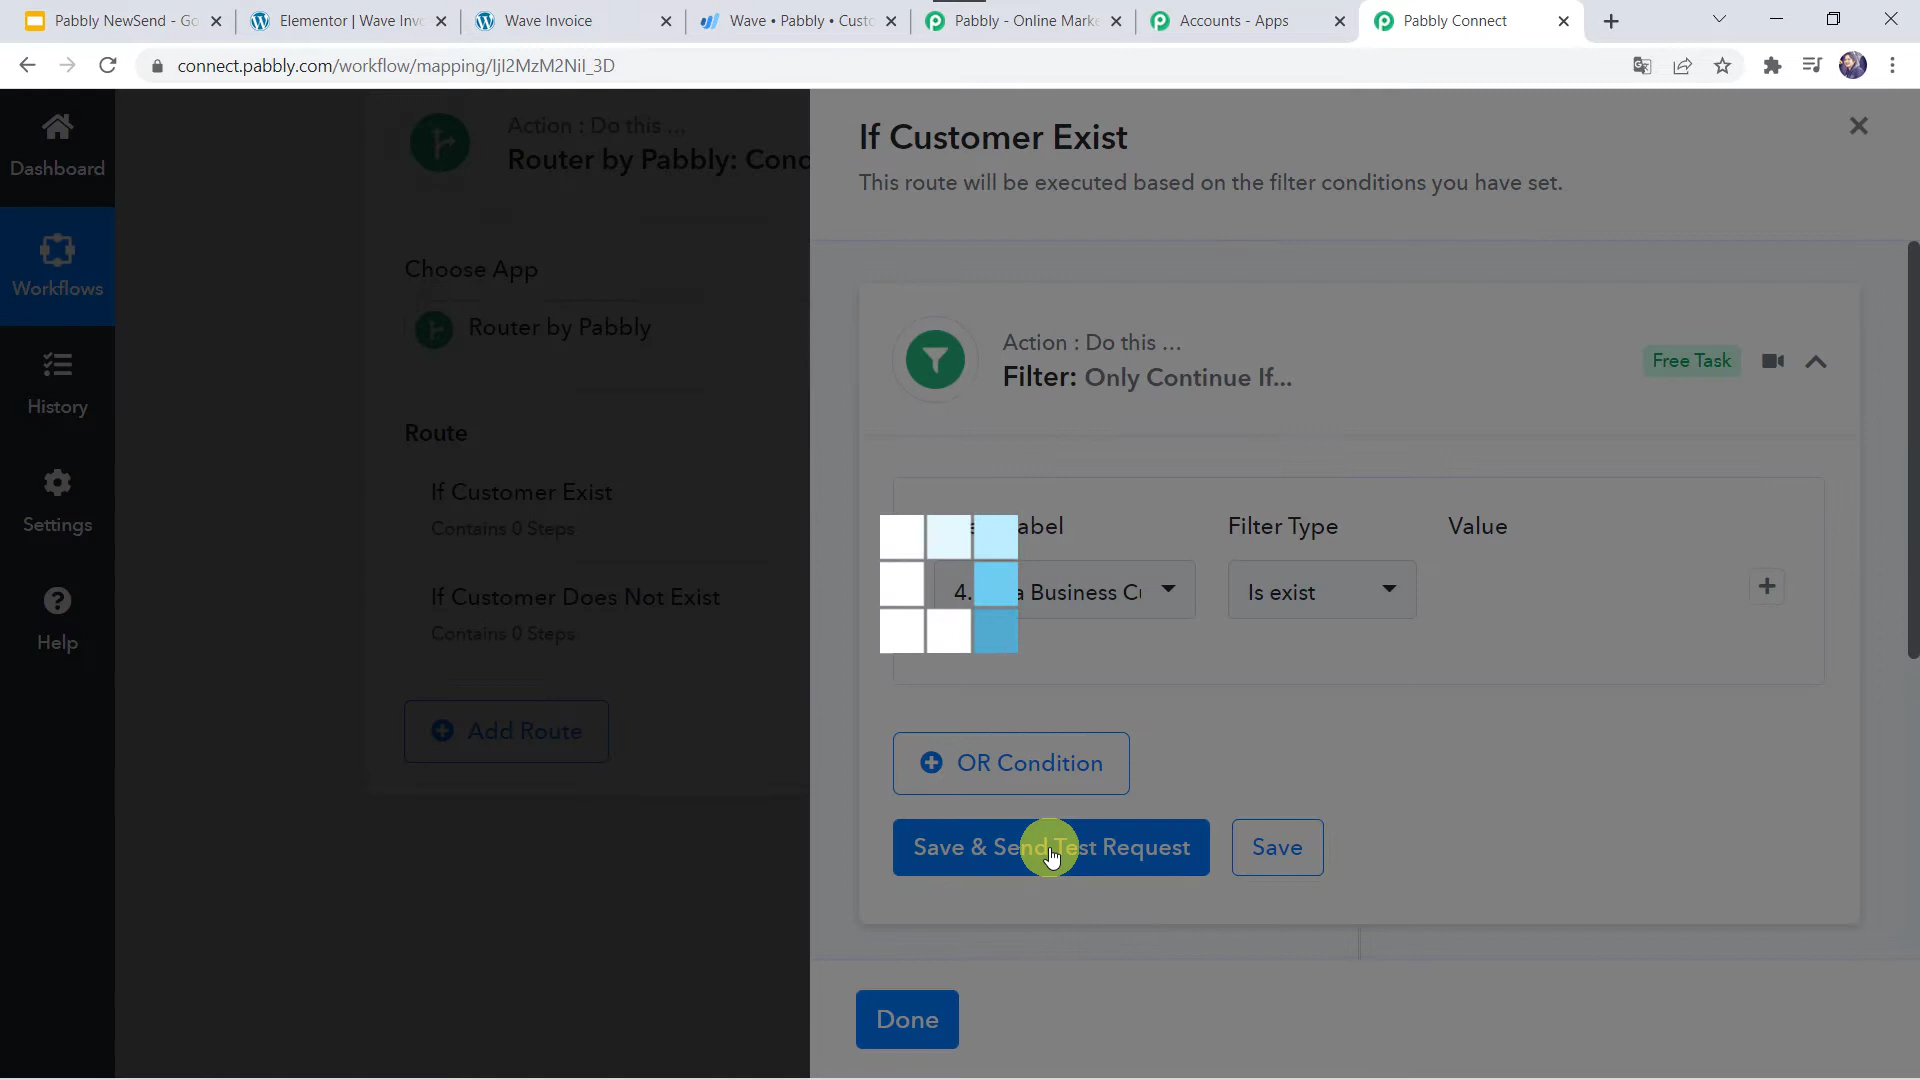 Pabbly NewSend - Go
Elementor | Wave Invo
Wave Invoice
Wave • Pabbly • Custo
Pabbly - Online Marke
Accounts - Apps
Pabbly Connect
connect.pabbly.com/workflow/mapping/IjI2MzM2NiI_3D
Dashboard
Workflows
History
Settings
Help
Action : Do this ...
Router by Pabbly: Cond
Choose App
Router by Pabbly
Route
If Customer Exist
Contains 0 Steps
If Customer Does Not Exist
Contains 0 Steps
Add Route
If Customer Exist
This route will be executed based on the filter conditions you have set.
Action : Do this ...
Filter: Only Continue If...
Free Task
abel
Filter Type
Value
4. a Business Cu
Is exist
OR Condition
Save & Send Test Request
Save
Done